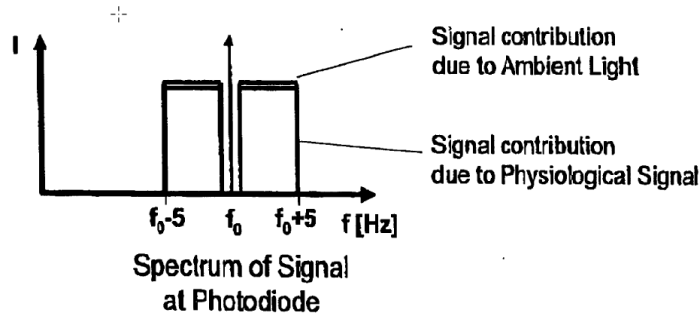 I
Signal contribution
due to Ambient Light
Signal contribution
due to Physiological Signal
f₀-5 f₀ f₀+5 f [Hz]
Spectrum of Signal
at Photodiode